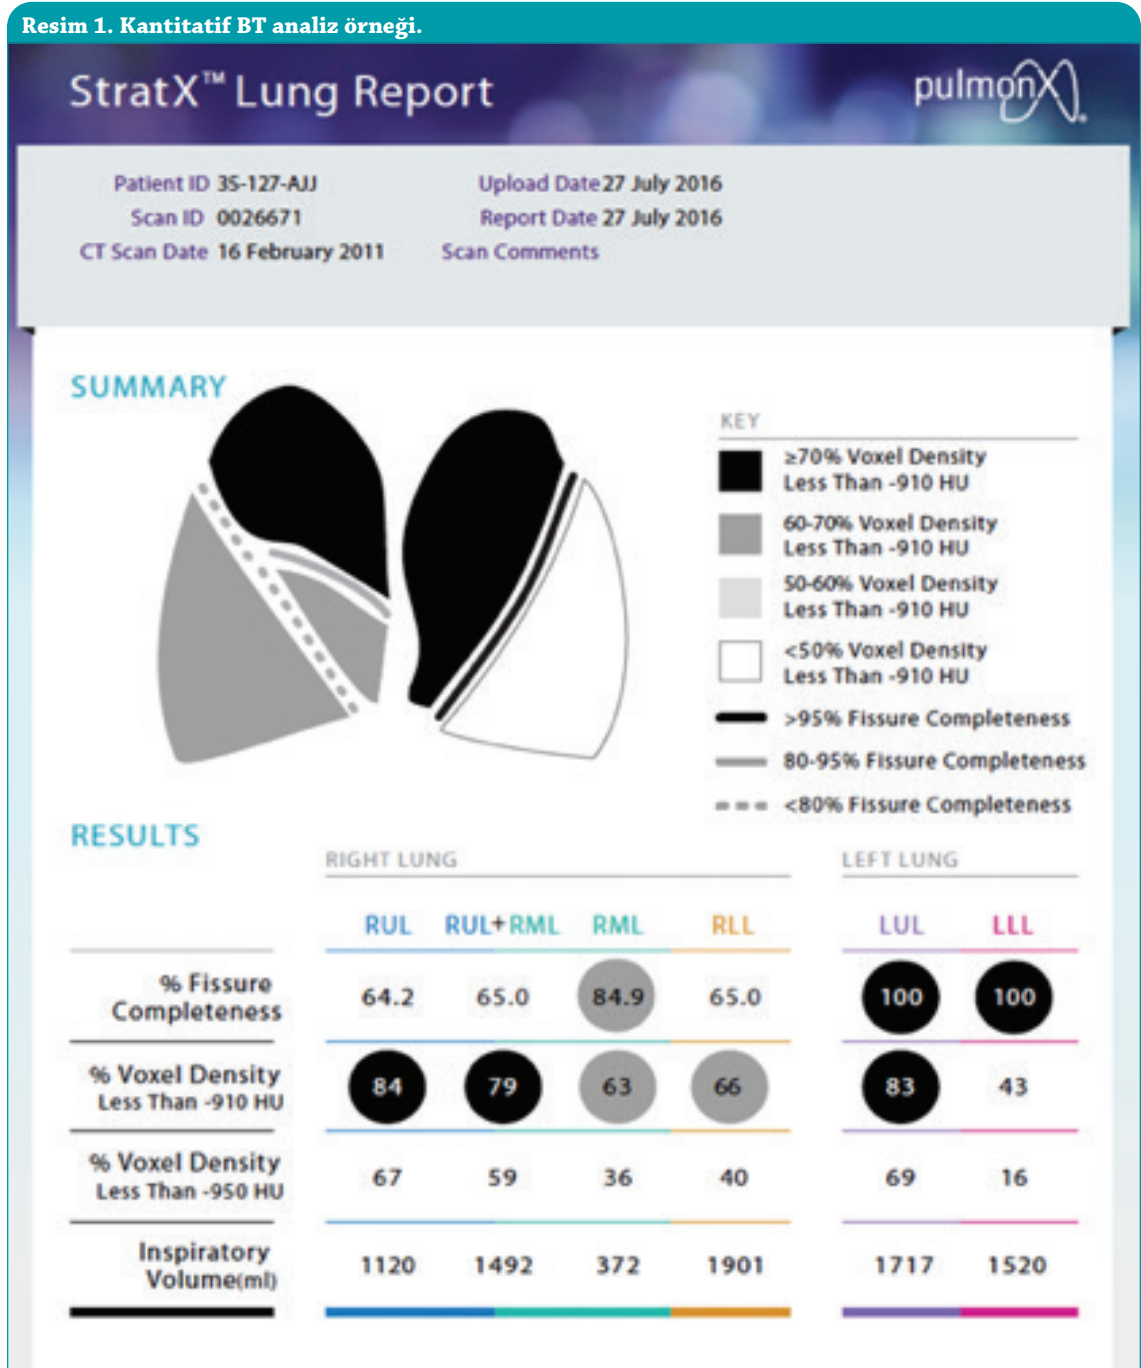 Resim 1. Kantitatif BT analiz örneği.
StratX™ Lung Report
pulmonX®
Patient ID 35-127-AJJ
Upload Date 27 July 2016
Scan ID 0026671
Report Date 27 July 2016
CT Scan Date 16 February 2011
Scan Comments
SUMMARY
KEY
≥70% Voxel Density
Less Than -910 HU
60-70% Voxel Density
Less Than -910 HU
50-60% Voxel Density
Less Than -910 HU
<50% Voxel Density
Less Than -910 HU
>95% Fissure Completeness
80-95% Fissure Completeness
<80% Fissure Completeness
RESULTS
RIGHT LUNG LEFT LUNG
RUL RUL+RML RML RLL LUL LLL
% Fissure
Completeness
64.2 65.0 84.9 65.0 100 100
% Voxel Density
Less Than -910 HU
84 79 63 66 83 43
% Voxel Density
Less Than -950 HU
67 59 36 40 69 16
Inspiratory
Volume(ml)
1120 1492 372 1901 1717 1520